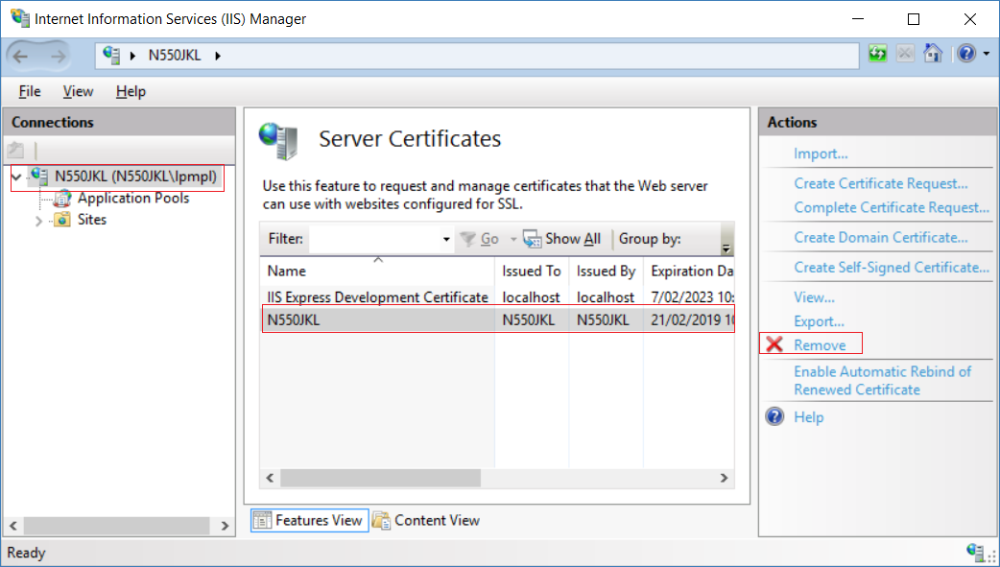 Internet Information Services (IIS) Manager
N550JKL
File View Help
Connections
N550JKL (N550JKL\lpmpl)
Application Pools
Sites
Server Certificates
Use this feature to request and manage certificates that the Web server
can use with websites configured for SSL.
Filter: Go Show All Group by:
Name Issued To Issued By Expiration Da
IIS Express Development Certificate localhost localhost 7/02/2023 10:
N550JKL N550JKL N550JKL 21/02/2019 10
Features View Content View
Actions
Import...
Create Certificate Request...
Complete Certificate Request...
Create Domain Certificate...
Create Self-Signed Certificate...
View...
Export...
Remove
Enable Automatic Rebind of
Renewed Certificate
Help
Ready